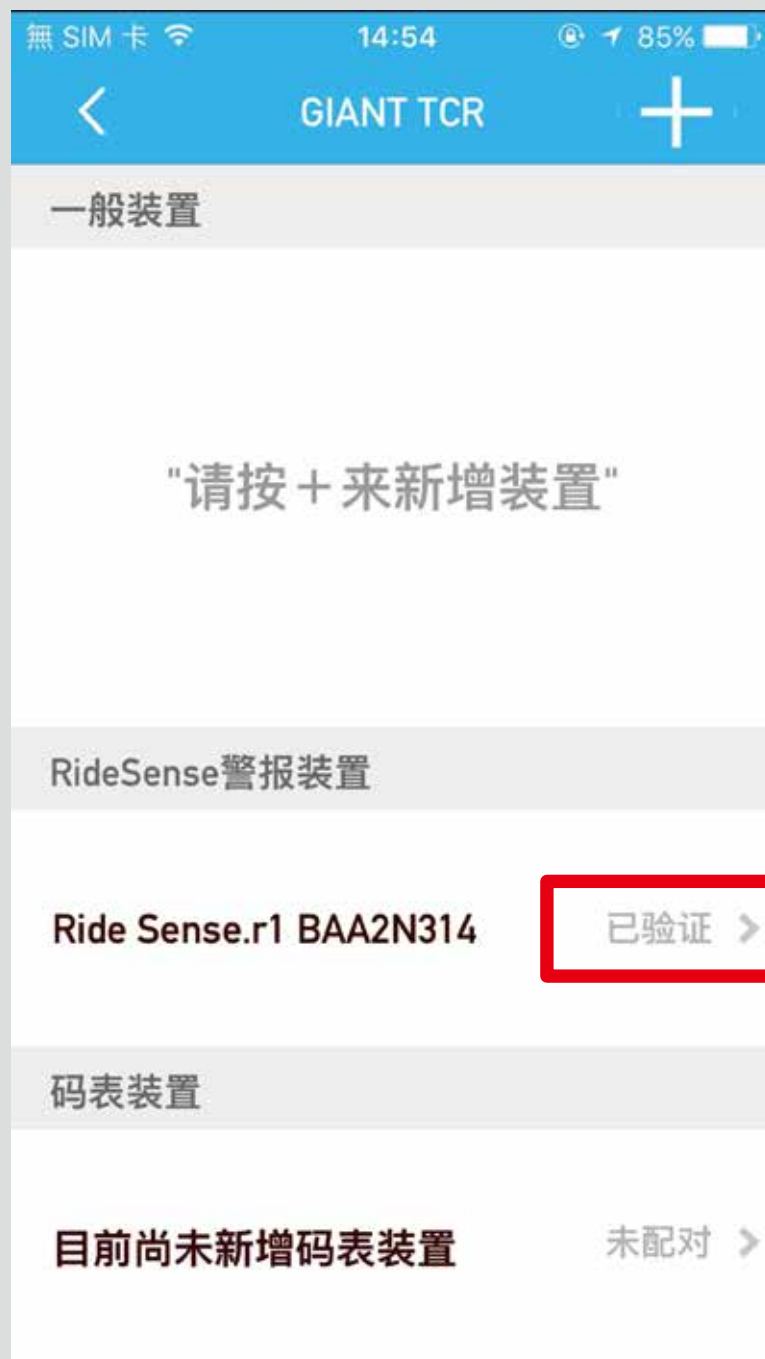 無 SIM 卡 14:54 85%
GIANT TCR
一般装置
"请按＋来新增装置"
RideSense警报装置
Ride Sense.r1 BAA2N314 已验证
码表装置
目前尚未新增码表装置 未配对